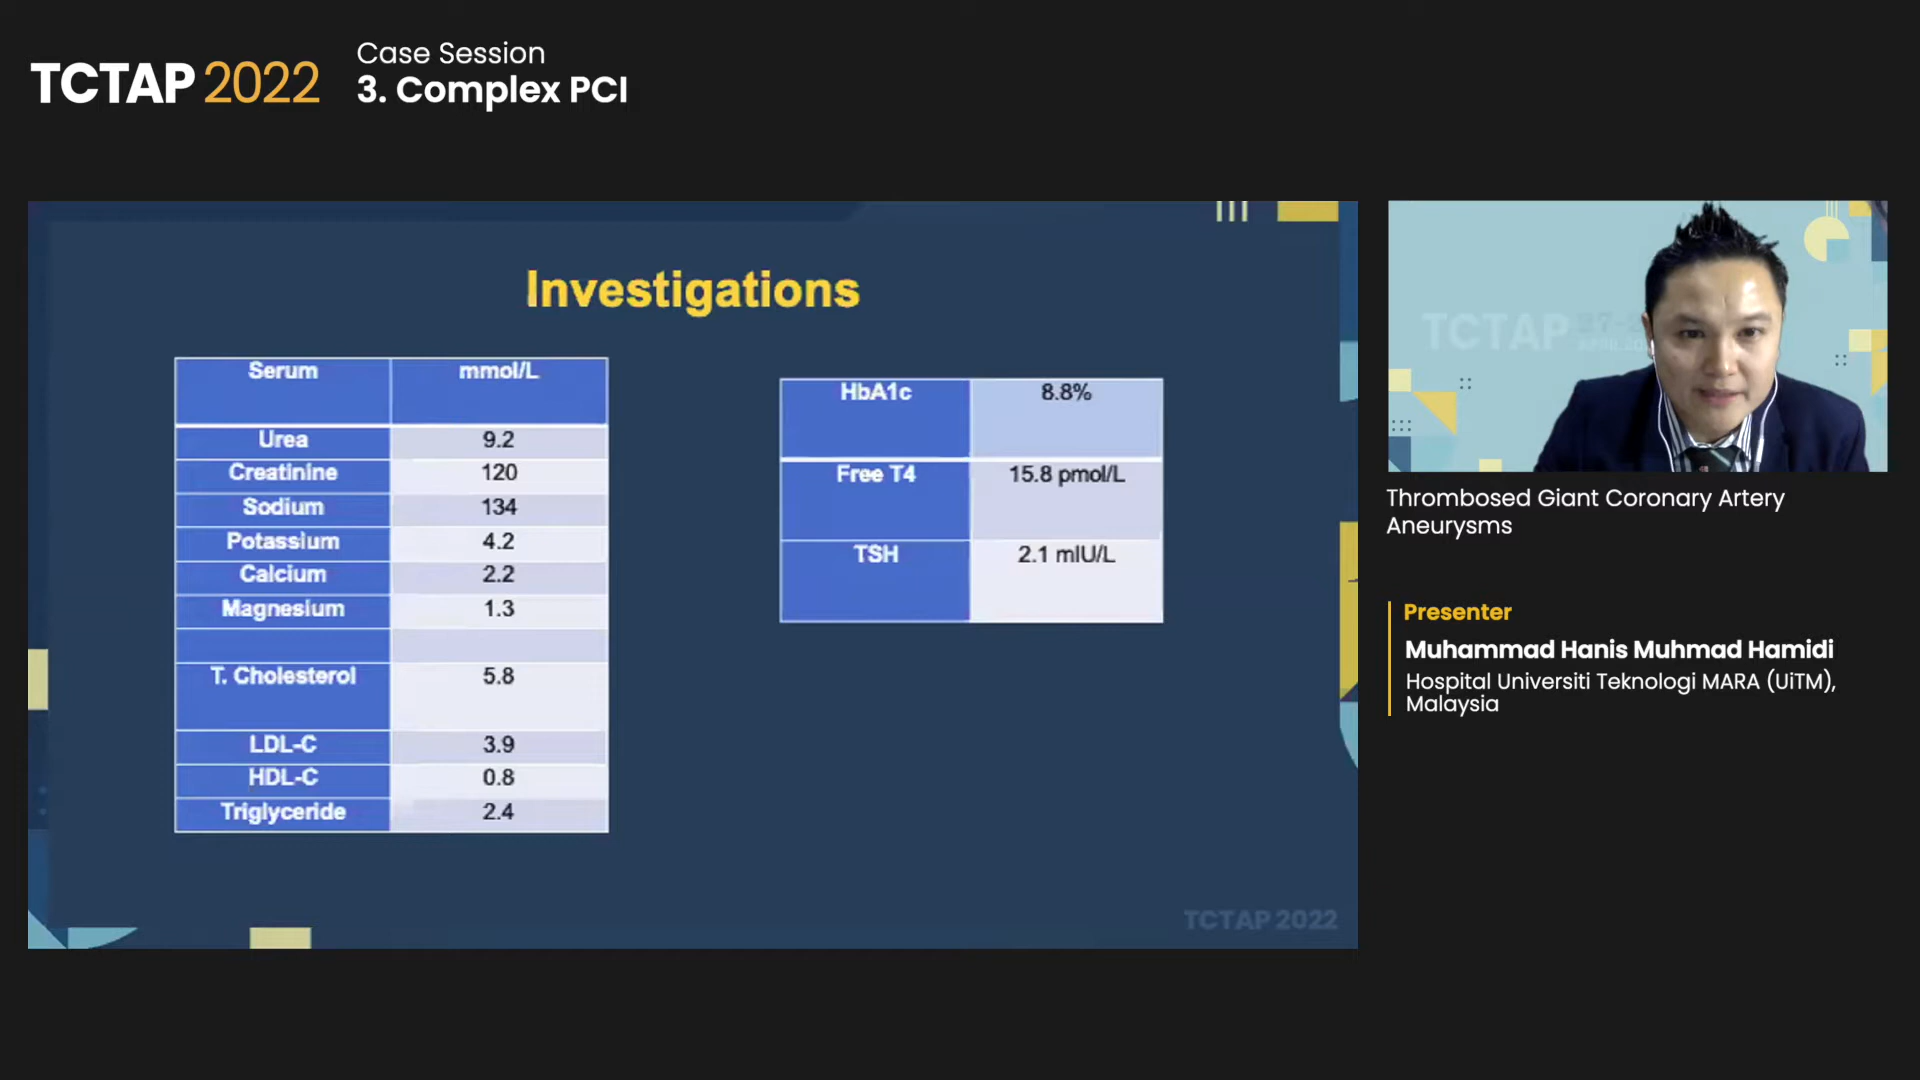 TCTAP 2022
Case Session
3. Complex PCI
Investigations
Serum mmol/L
Urea 9.2
Creatinine 120
Sodium 134
Potassium 4.2
Calcium 2.2
Magnesium 1.3
T. Cholesterol 5.8
LDL-C 3.9
HDL-C 0.8
Triglyceride 2.4
HbA1c 8.8%
Free T4 15.8 pmol/L
TSH 2.1 mIU/L
TCTAP 2022
TCTAP
Thrombosed Giant Coronary Artery
Aneurysms
Presenter
Muhammad Hanis Muhmad Hamidi
Hospital Universiti Teknologi MARA (UiTM),
Malaysia